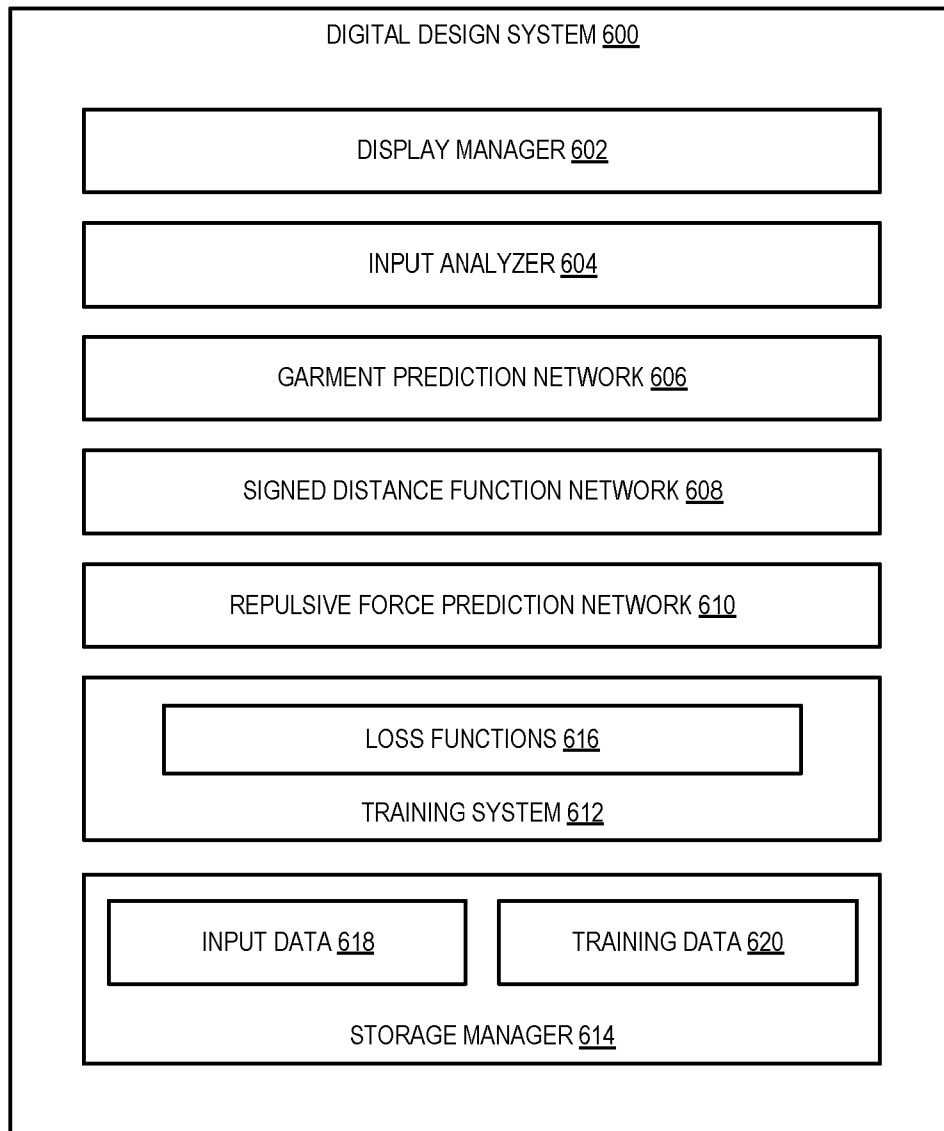 DIGITAL DESIGN SYSTEM 600
DISPLAY MANAGER 602
INPUT ANALYZER 604
GARMENT PREDICTION NETWORK 606
SIGNED DISTANCE FUNCTION NETWORK 608
REPULSIVE FORCE PREDICTION NETWORK 610
LOSS FUNCTIONS 616
TRAINING SYSTEM 612
INPUT DATA 618
TRAINING DATA 620
STORAGE MANAGER 614